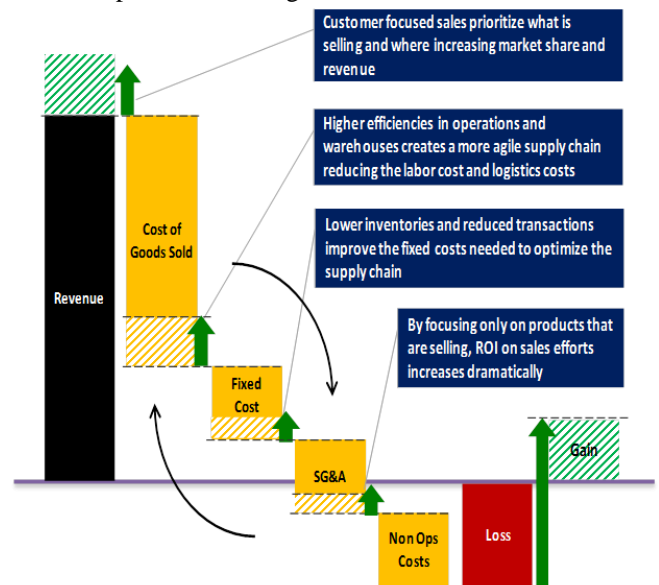 Customer focused sales prioritize what is
selling and where increasing market share and
revenue
Higher efficiencies in operations and
warehouses creates a more agile supply chain
reducing the labor cost and logistics costs
Cost of
Goods Sold
Lower inventories and reduced transactions
improve the fixed costs needed to optimize the
supply chain
Revenue
By focusing only on products that
are selling, ROI on sales efforts
increases dramatically
Fixed
Cost
Gain
SG&A
Non Ops
Costs
Loss